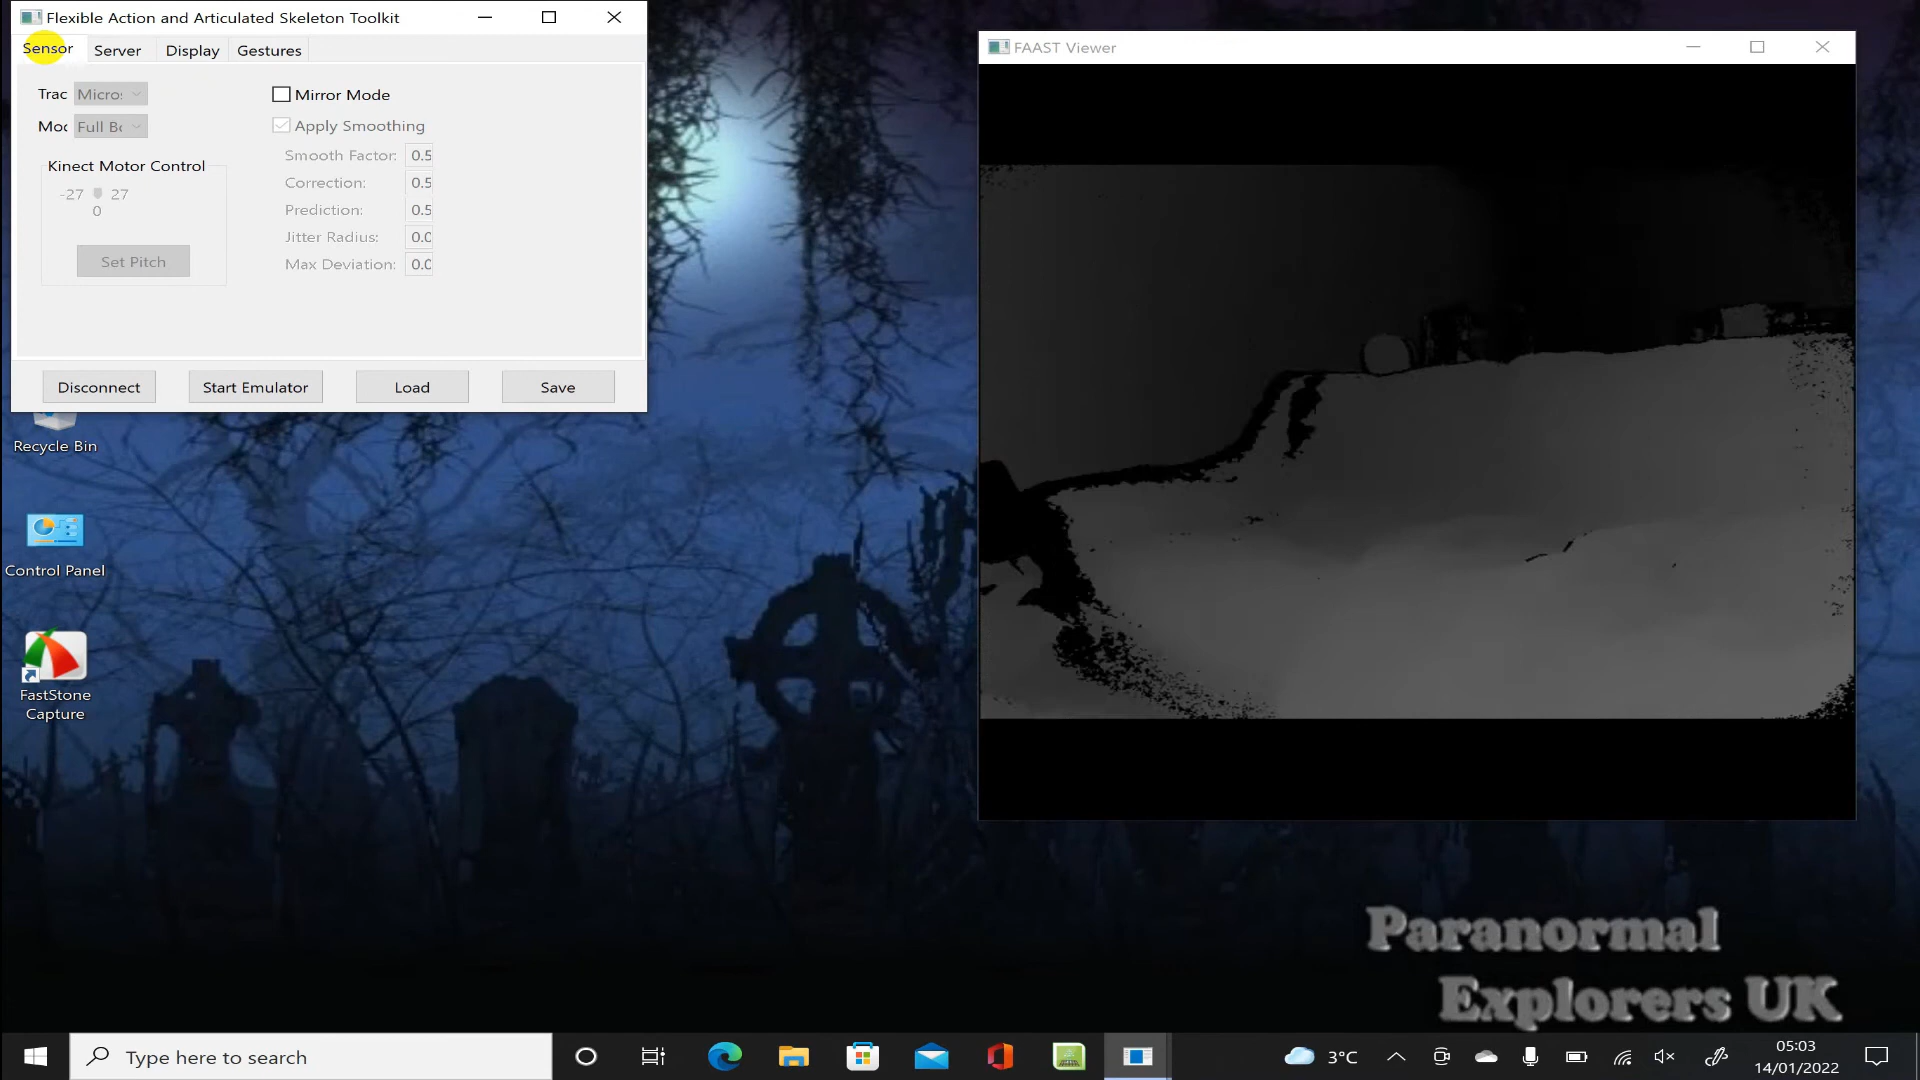 Flexible Action and Articulated Skeleton Toolkit
Sensor Server Display Gestures
Trac Micro:
Moc Full Bc
Kinect Motor Control
-27 27
0
Set Pitch
Mirror Mode
Apply Smoothing
Smooth Factor: 0.5
Correction: 0.5
Prediction: 0.5
Jitter Radius: 0.0
Max Deviation: 0.0
Disconnect Start Emulator Load Save
FAAST Viewer
Recycle Bin
Control Panel
FastStone
Capture
Paranormal
Explorers UK
Type here to search
3°C
05:03
14/01/2022